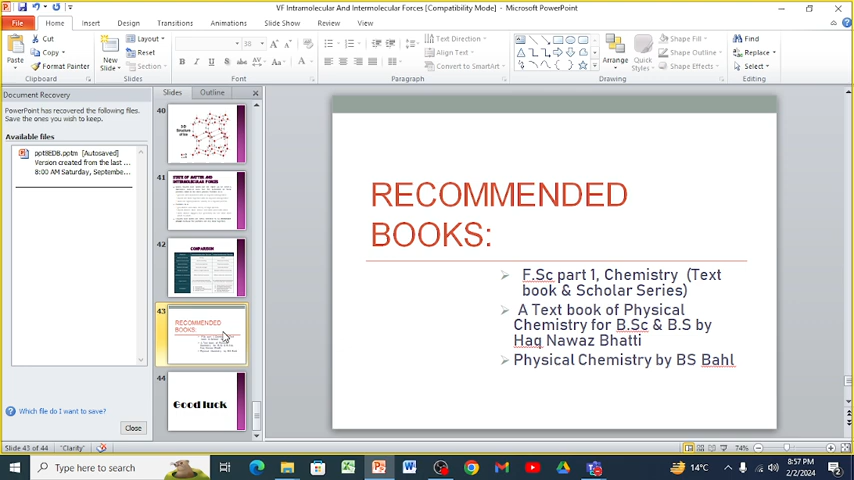 VF Intramolecular And Intermolecular Forces [Compatibility Mode] - Microsoft PowerPoint
File Home Insert Design Transitions Animations Slide Show Review View
Paste Cut Copy Format Painter
Clipboard
New Slide Layout Reset Section
Slides
38
Font
Text Direction
Align Text
Convert to SmartArt
Paragraph
Arrange Quick Styles Shape Fill Shape Outline Shape Effects
Drawing
Find
Replace
Select
Editing
Document Recovery
PowerPoint has recovered the following files.
Save the ones you wish to keep.
Available files
Version created from the last ...
8:00 AM Saturday, Septembe...
Which file do I want to save?
Close
Slides Outline
40
41
STATE OF MATTER AND
INTERMOLECULAR FORCES
42
COMPARISON
43
RECOMMENDED
BOOKS:
44
Good luck
RECOMMENDED
BOOKS:
F.Sc part 1, Chemistry (Text
book & Scholar Series)
A Text book of Physical
Chemistry for B.Sc & B.S by
Haq Nawaz Bhatti
Physical Chemistry by BS Bahl
Slide 43 of 44 "Clarity" 74%
Type here to search
14°C
8:57 PM
2/2/2024